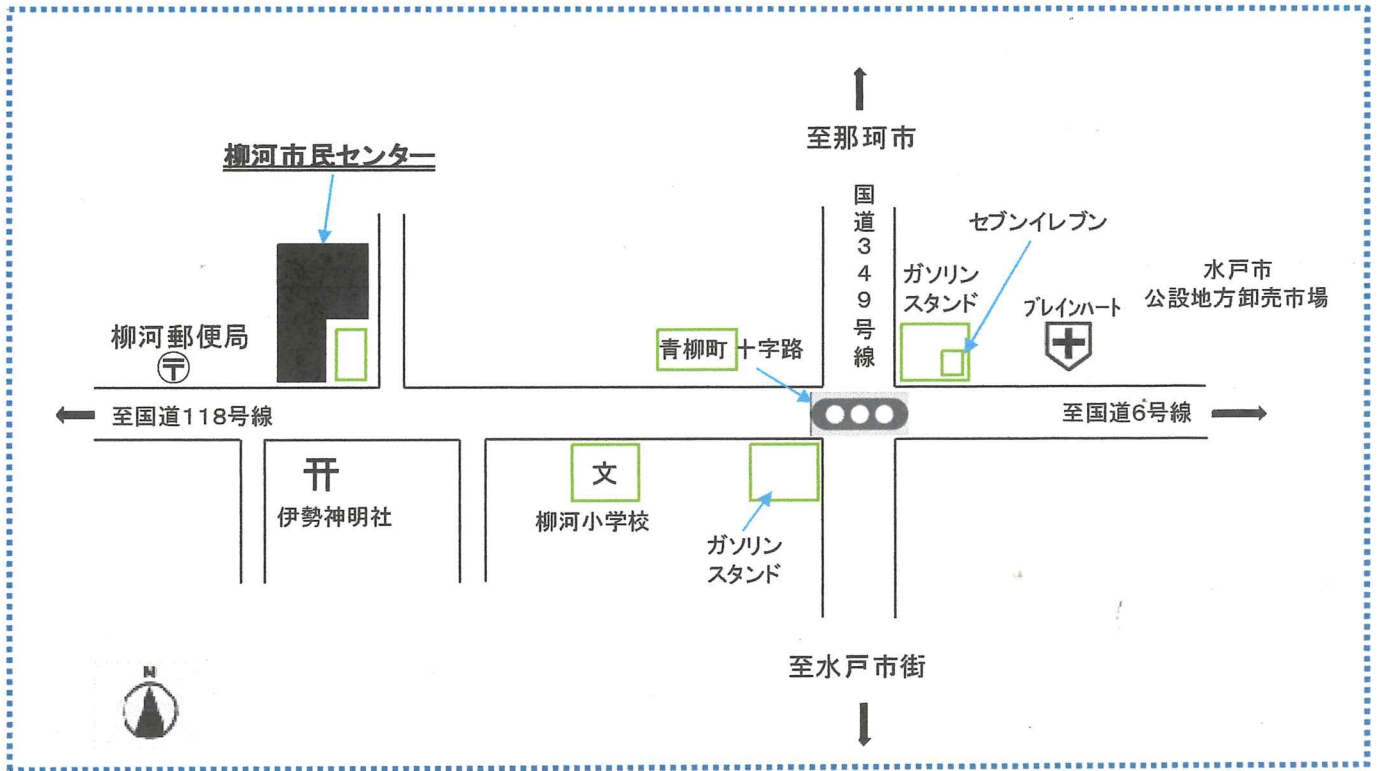 至那珂市
柳河市民センター
国道349号線
セブンイレブン
ガソリン
スタンド
水戸市
公設地方卸売市場
ブレインハート
柳河郵便局
〒
青柳町十字路
至国道118号線
至国道6号線
文
伊勢神明社
柳河小学校
ガソリン
スタンド
至水戸市街
N